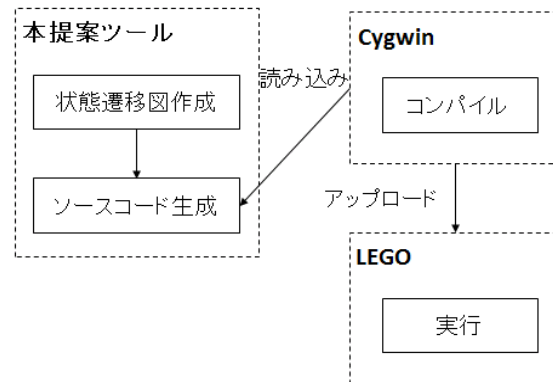 本提案ツール
状態遷移図作成
ソースコード生成
読み込み
Cygwin
コンパイル
アップロード
LEGO
実行